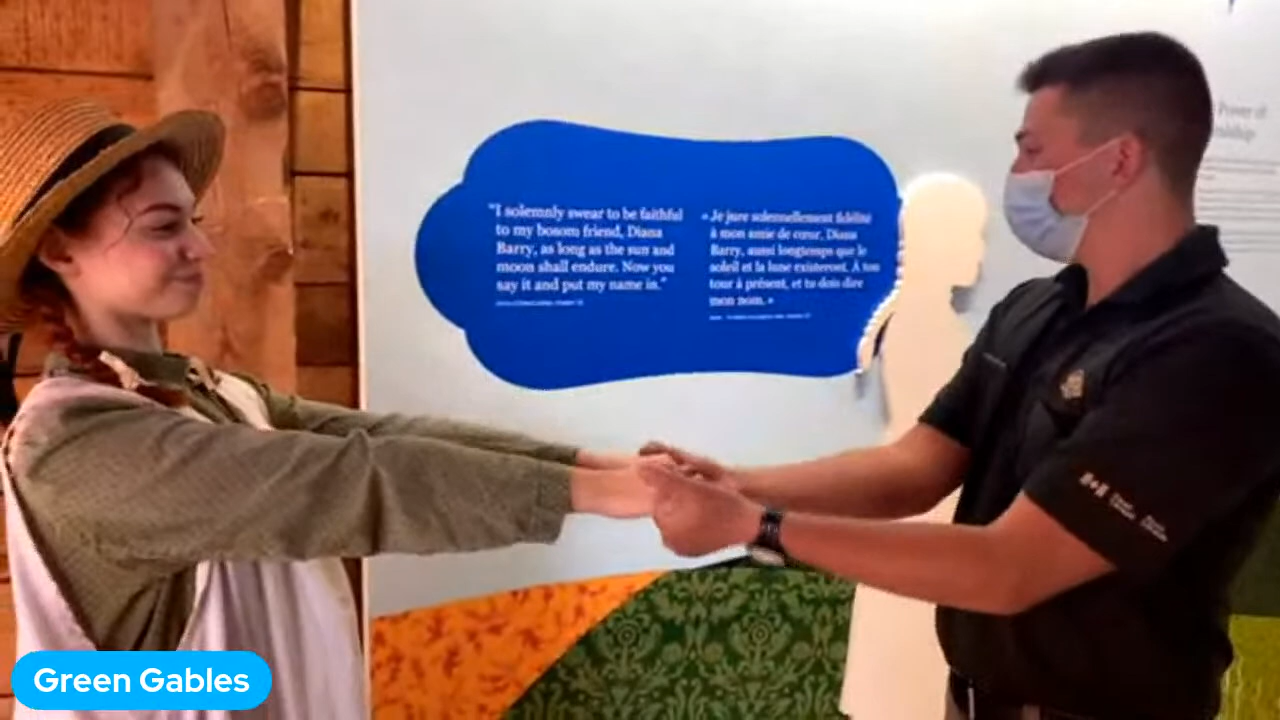 "I solemnly swear to be faithful
to my bosom friend, Diana
Barry, as long as the sun and
moon shall endure. Now you
say it and put my name in."
« Je jure solennellement fidélité
à mon amie de cœur, Diana
Barry, aussi longtemps que le
soleil et la lune existeront. À ton
tour à présent, et tu dois dire
mon nom. »
Power of
Green Gables